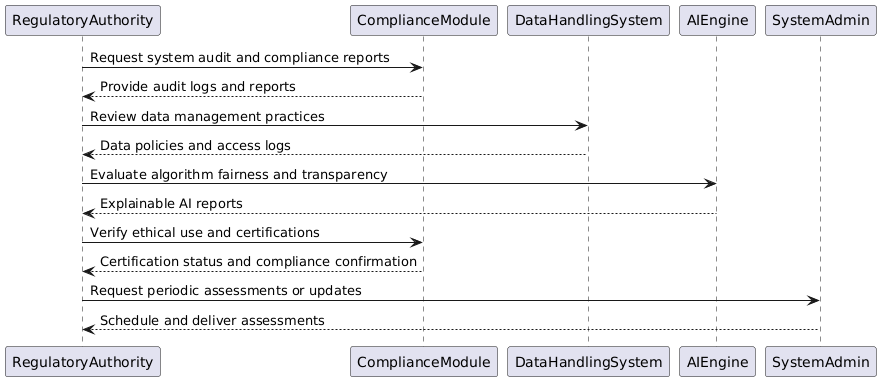 RegulatoryAuthority ComplianceModule DataHandlingSystem AIEngine SystemAdmin
Request system audit and compliance reports
Provide audit logs and reports
Review data management practices
Data policies and access logs
Evaluate algorithm fairness and transparency
Explainable AI reports
Verify ethical use and certifications
Certification status and compliance confirmation
Request periodic assessments or updates
Schedule and deliver assessments
RegulatoryAuthority ComplianceModule DataHandlingSystem AIEngine SystemAdmin